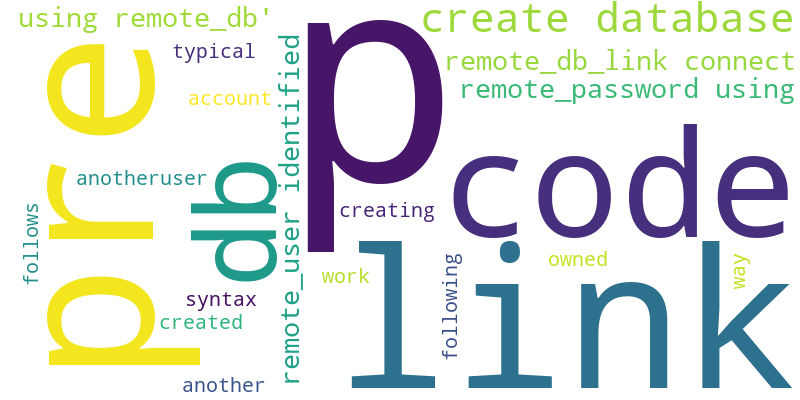 using remote_db'
create database
typical
remote_db_link connect
remote_password using
account
pre
p
code
anotheruser
db
remote_user identified
creating
follows
link
work
following
owned
way
syntax
created
another